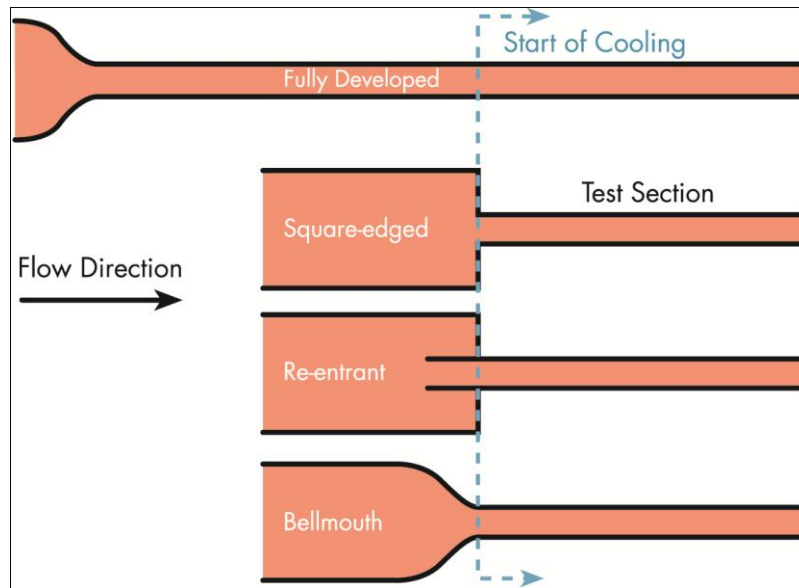 Start of Cooling
Fully Developed
Test Section
Square-edged
Flow Direction
Re-entrant
Bellmouth